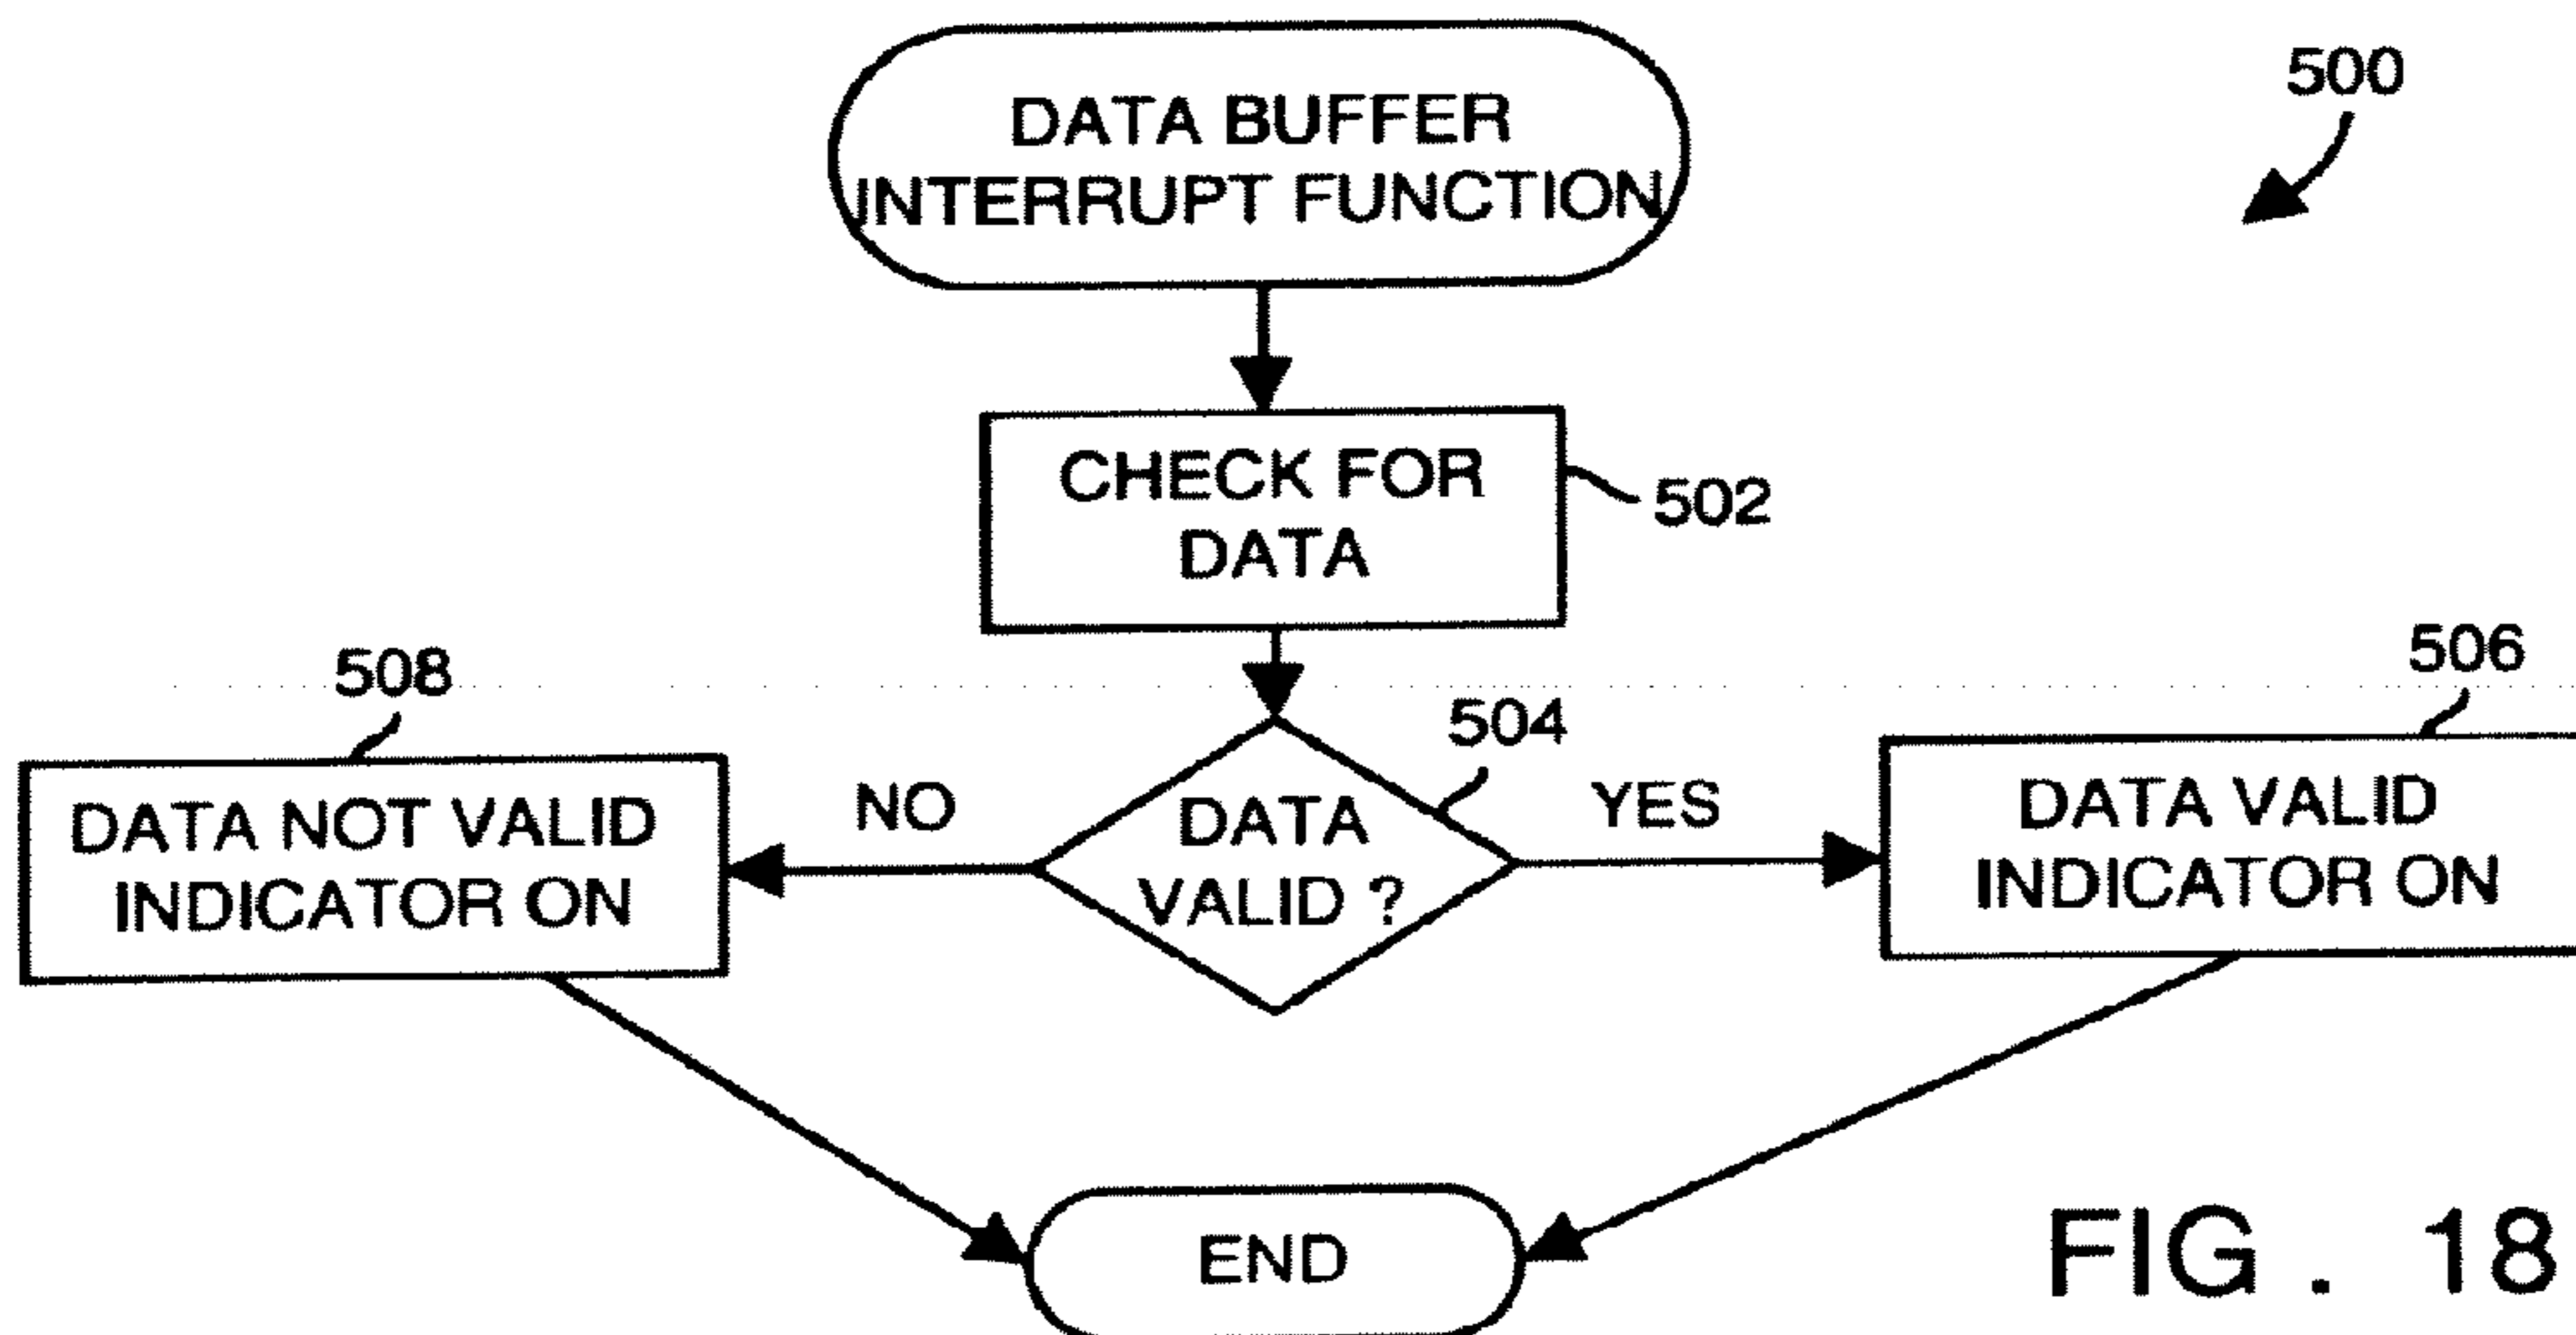 DATA BUFFER
INTERRUPT FUNCTION
500
CHECK FOR
DATA
502
508
504
506
DATA NOT VALID
INDICATOR ON
NO
DATA
VALID ?
YES
DATA VALID
INDICATOR ON
END
FIG . 18